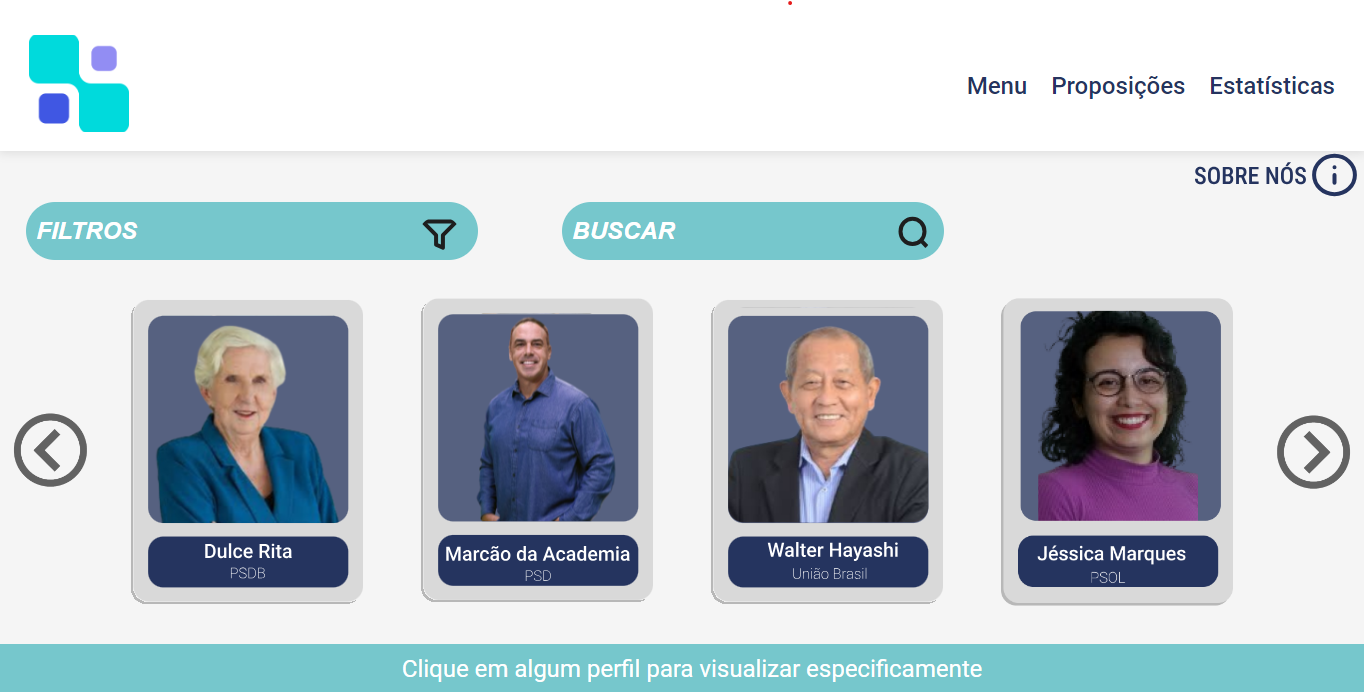 Menu Proposições Estatísticas
SOBRE NÓS
FILTROS
BUSCAR
Dulce Rita
PSDB
Marcão da Academia
PSD
Walter Hayashi
União Brasil
Jéssica Marques
PSOL
Clique em algum perfil para visualizar especificamente